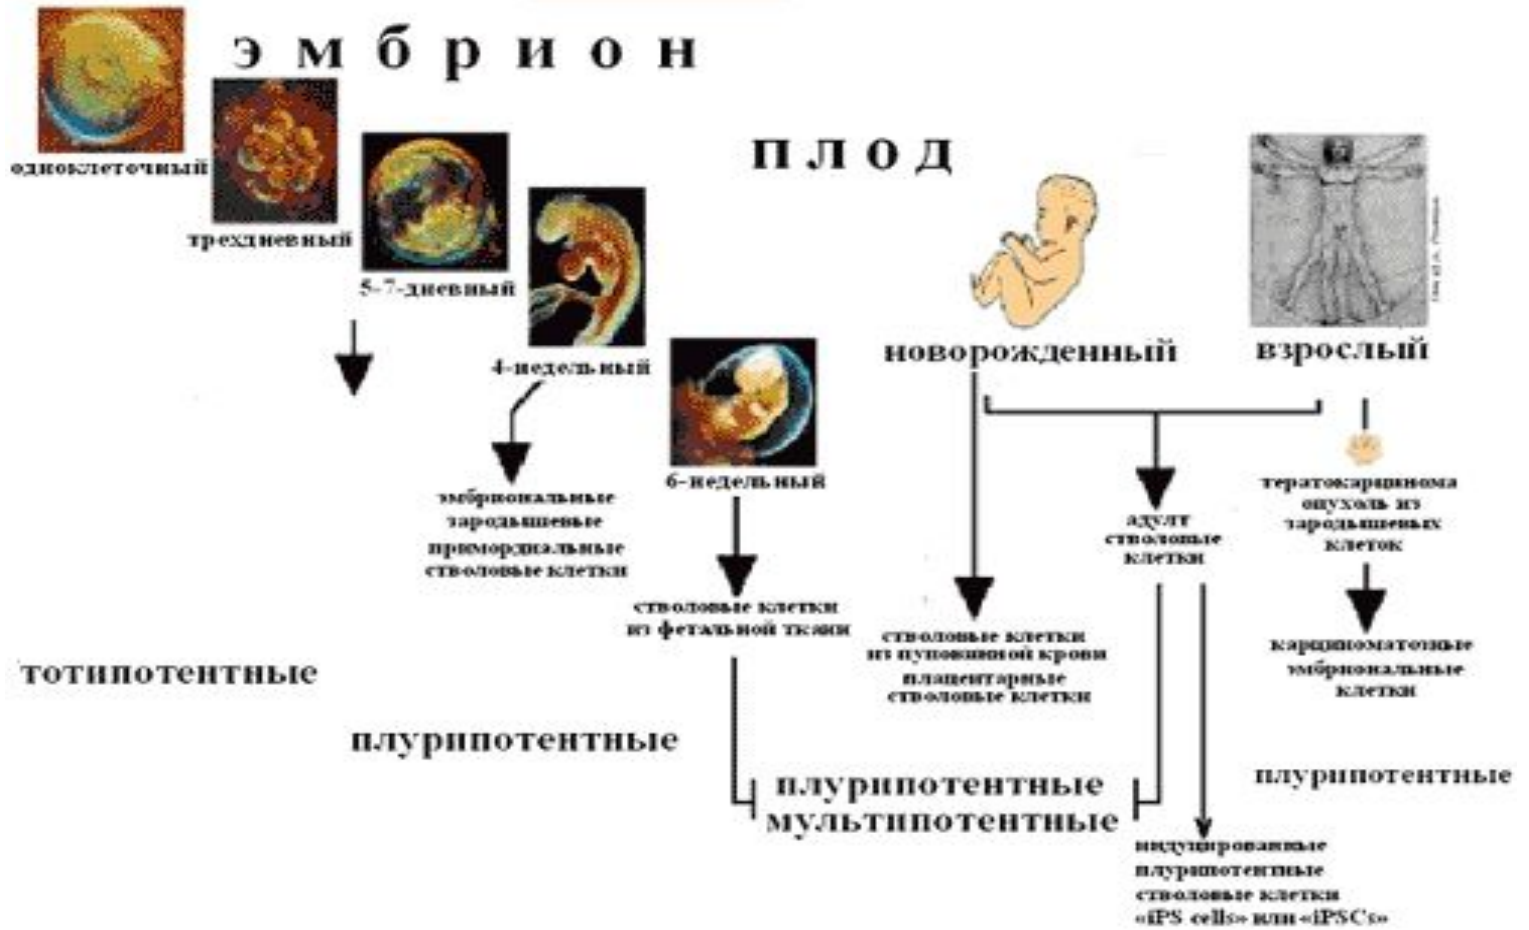 эмбрион
одноклеточный
трехдневный
5-7-дневный
4-недельный
6-недельный
плод
новорожденный
взрослый
эмбриональные
зародышевые
примордиальные
стволовые клетки
стволовые клетки
из фетальной ткани
стволовые клетки
из пуповинной крови
плацентарные
стволовые клетки
адулт
стволовые
клетки
тератокарцинома
опухоль из
зародышевых
клеток
карциноматозные
эмбриональные
клетки
тотипотентные
плурипотентные
плурипотентные
мультипотентные
плурипотентные
индуцированные
плурипотентные
стволовые клетки
«iPS cells» или «iPSCs»